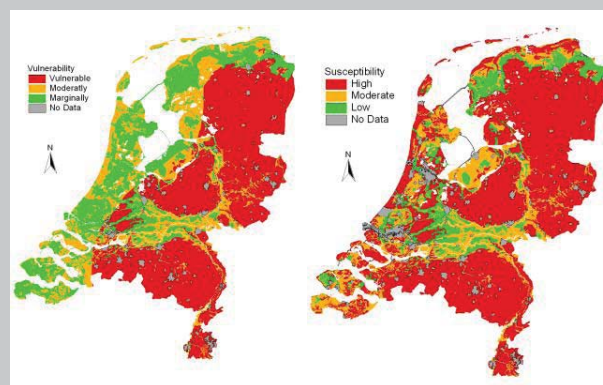 Vulnerability
Vulnerable
Moderatly
Marginally
No Data
N
Susceptibility
High
Moderate
Low
No Data
N